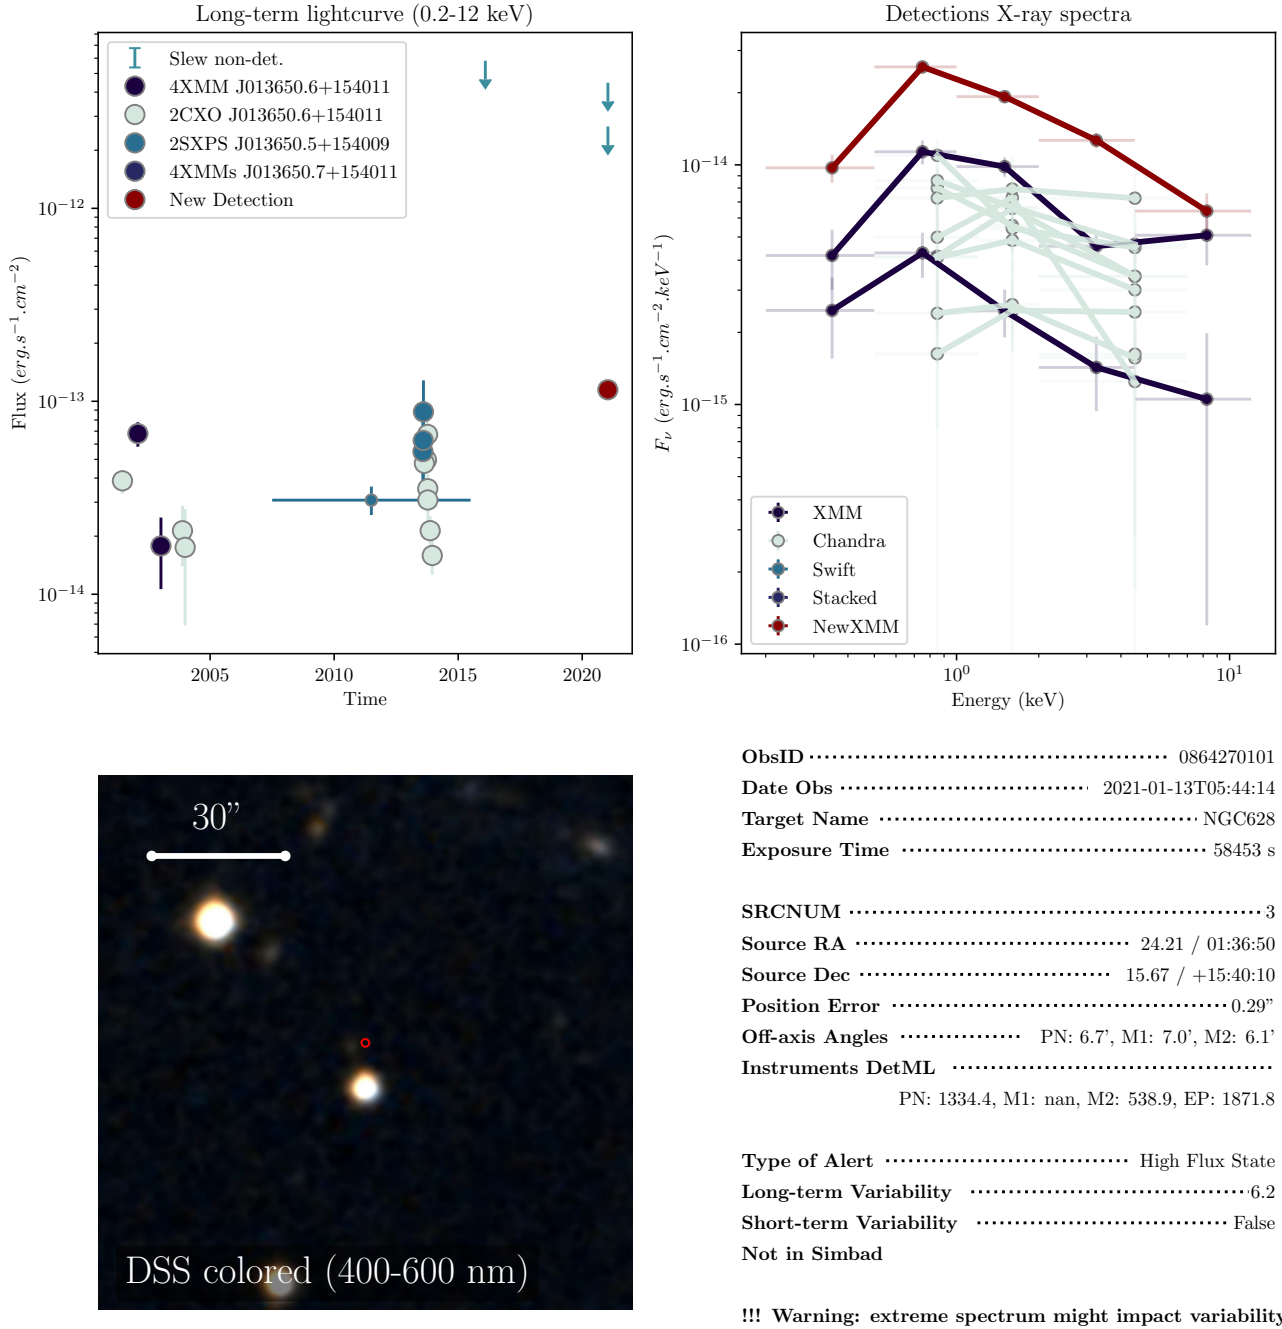 Long-term lightcurve (0.2-12 keV)
Slew non-det.
4XMM J013650.6+154011
2CXO J013650.6+154011
2SXPS J013650.5+154009
4XMMs J013650.7+154011
New Detection
10⁻¹²
10⁻¹³
10⁻¹⁴
Flux (erg.s⁻¹.cm⁻²)
2005 2010 2015 2020
Time
Detections X-ray spectra
10⁻¹⁴
10⁻¹⁵
10⁻¹⁶
Fν (erg.s⁻¹.cm⁻².keV⁻¹)
XMM
Chandra
Swift
Stacked
NewXMM
10⁰ 10¹
Energy (keV)
30”
DSS colored (400-600 nm)
ObsID 0864270101
Date Obs 2021-01-13T05:44:14
Target Name NGC628
Exposure Time 58453 s
SRCNUM 3
Source RA 24.21 / 01:36:50
Source Dec 15.67 / +15:40:10
Position Error 0.29”
Off-axis Angles PN: 6.7’, M1: 7.0’, M2: 6.1’
Instruments DetML
PN: 1334.4, M1: nan, M2: 538.9, EP: 1871.8
Type of Alert High Flux State
Long-term Variability 6.2
Short-term Variability False
Not in Simbad
!!! Warning: extreme spectrum might impact variability